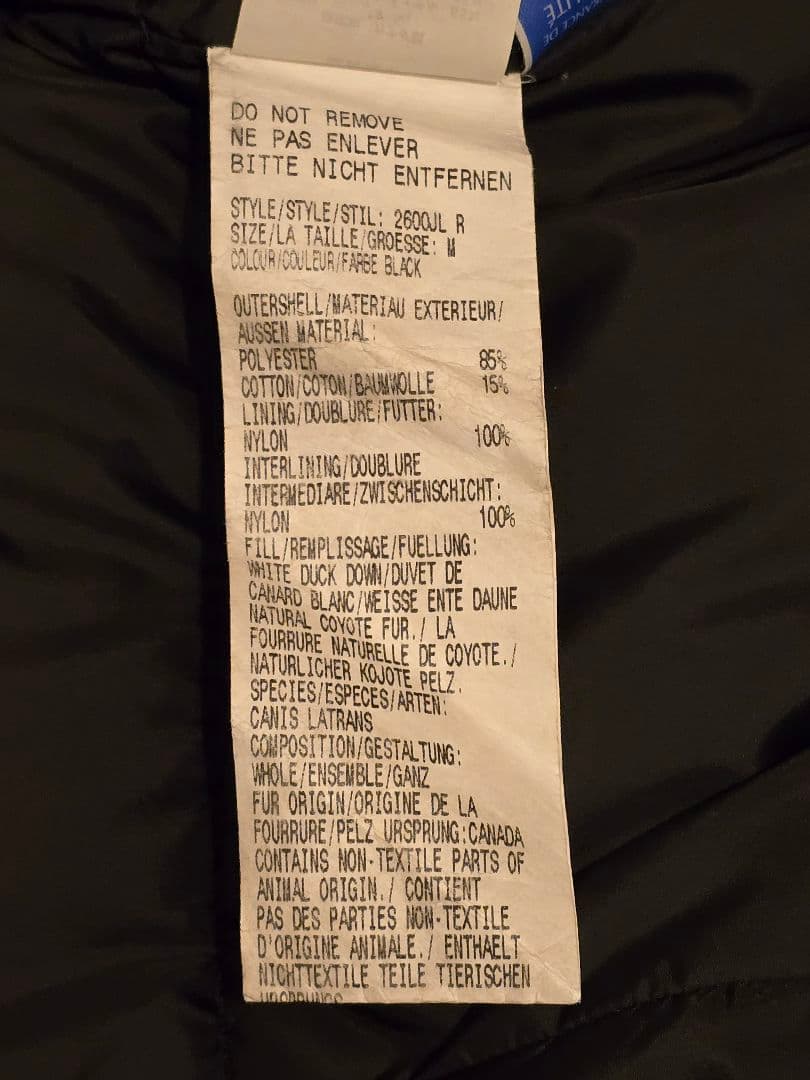 DO NOT REMOVE
NE PAS ENLEVER
BITTE NICHT ENTFERNEN
STYLE/STYLE/STIL: 2600JL R
SIZE/LA TAILLE/GROESSE: M
COLOUR/COULEUR/FARBE BLACK
OUTERSHELL/MATERIAU EXTERIEUR/
AUSSEN MATERIAL:
POLYESTER 85%
COTTON/COTON/BAUMWOLLE 15%
LINING/DOUBLURE/FUTTER:
NYLON 100%
INTERLINING/DOUBLURE
INTERMEDIARE/ZWISCHENSCHICHT:
NYLON 100%
FILL/REMPLISSAGE/FUELLUNG:
WHITE DUCK DOWN/DUVET DE
CANARD BLANC/WEISSE ENTE DAUNE
NATURAL COYOTE FUR./ LA
FOURRURE NATURELLE DE COYOTE./
NATURLICHER KOJOTE PELZ.
SPECIES/ESPECES/ARTEN:
CANIS LATRANS
COMPOSITION/GESTALTUNG:
WHOLE/ENSEMBLE/GANZ
FUR ORIGIN/ORIGINE DE LA
FOURRURE/PELZ URSPRUNG:CANADA
CONTAINS NON-TEXTILE PARTS OF
ANIMAL ORIGIN./ CONTIENT
PAS DES PARTIES NON-TEXTILE
D'ORIGINE ANIMALE./ ENTHAELT
NICHTTEXTILE TEILE TIERISCHEN